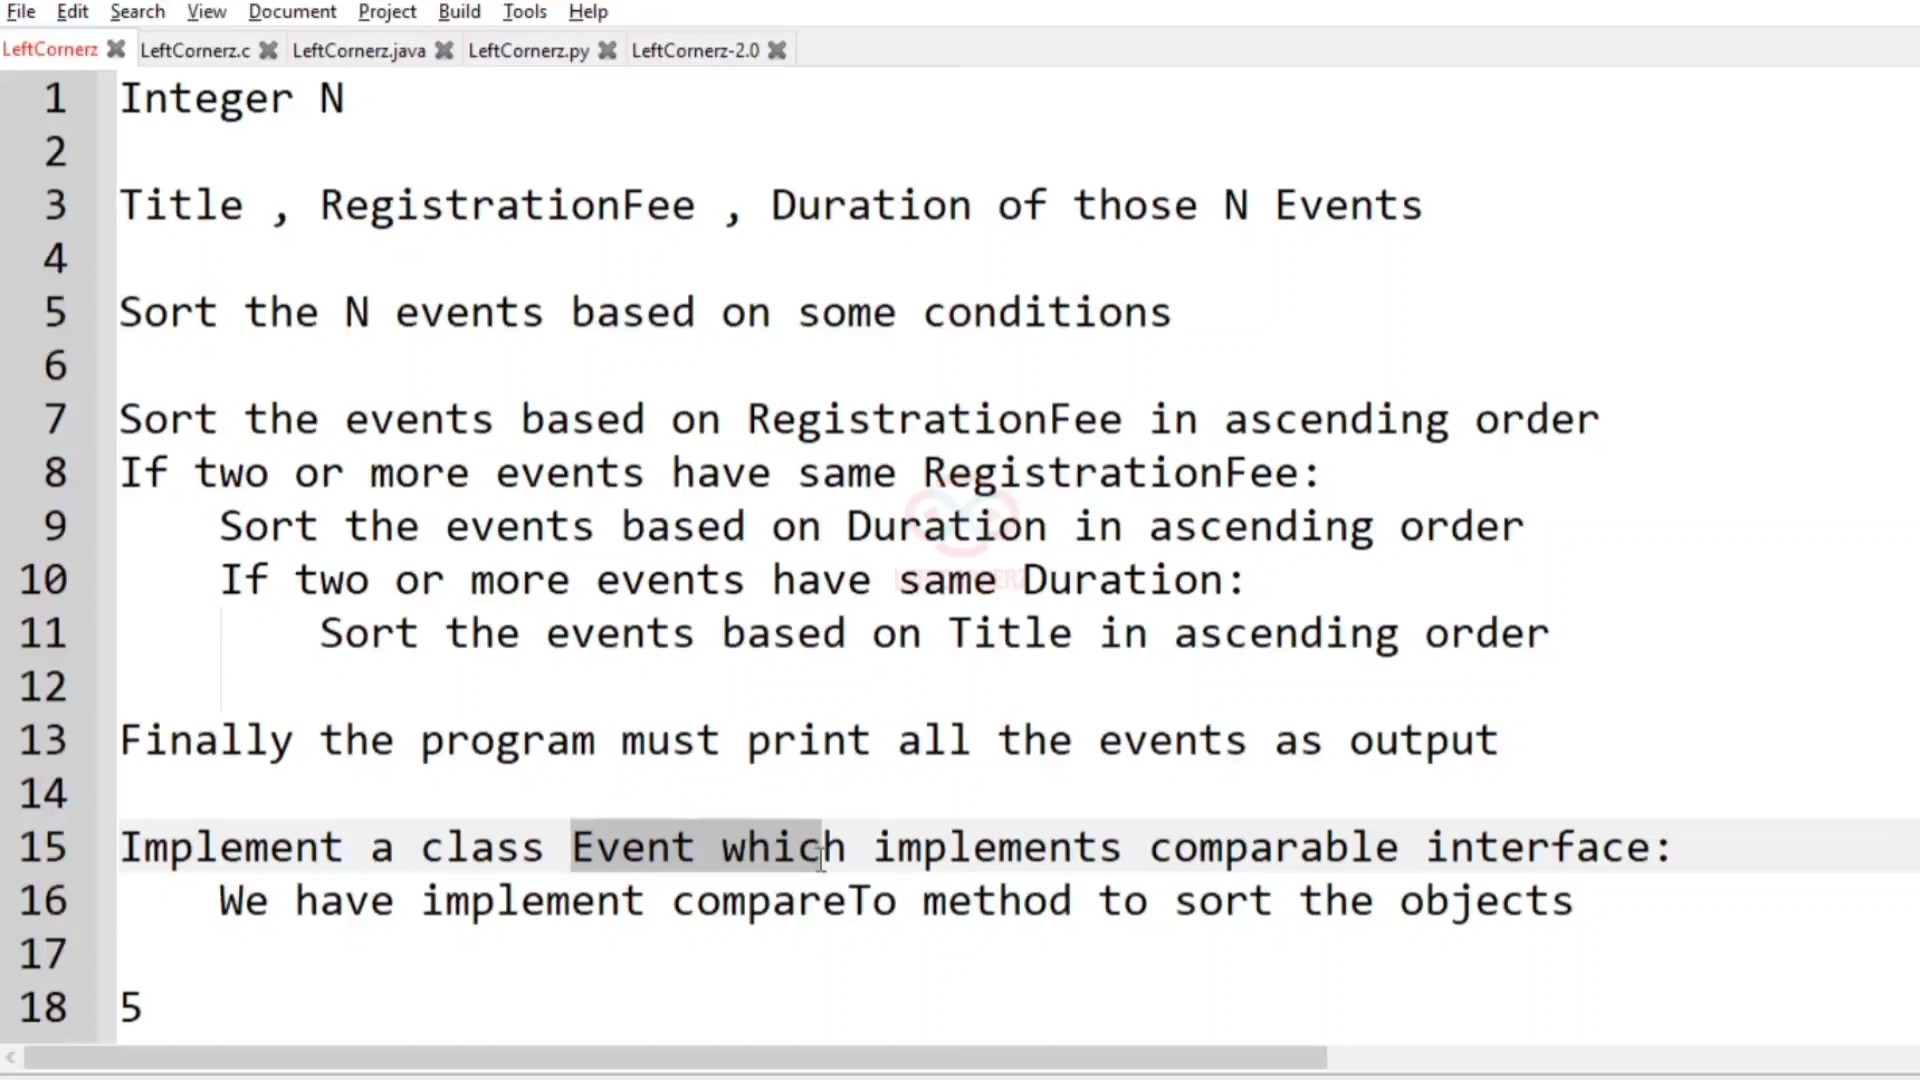 File Edit Search View Document Project Build Tools Help
LeftCornerz LeftCornerz.c LeftCornerz.java LeftCornerz.py LeftCornerz-2.0
1 Integer N
2
3 Title , RegistrationFee , Duration of those N Events
4
5 Sort the N events based on some conditions
6
7 Sort the events based on RegistrationFee in ascending order
8 If two or more events have same RegistrationFee:
9 Sort the events based on Duration in ascending order
10 If two or more events have same Duration:
11 Sort the events based on Title in ascending order
12
13 Finally the program must print all the events as output
14
15 Implement a class Event which implements comparable interface:
16 We have implement compareTo method to sort the objects
17
18 5